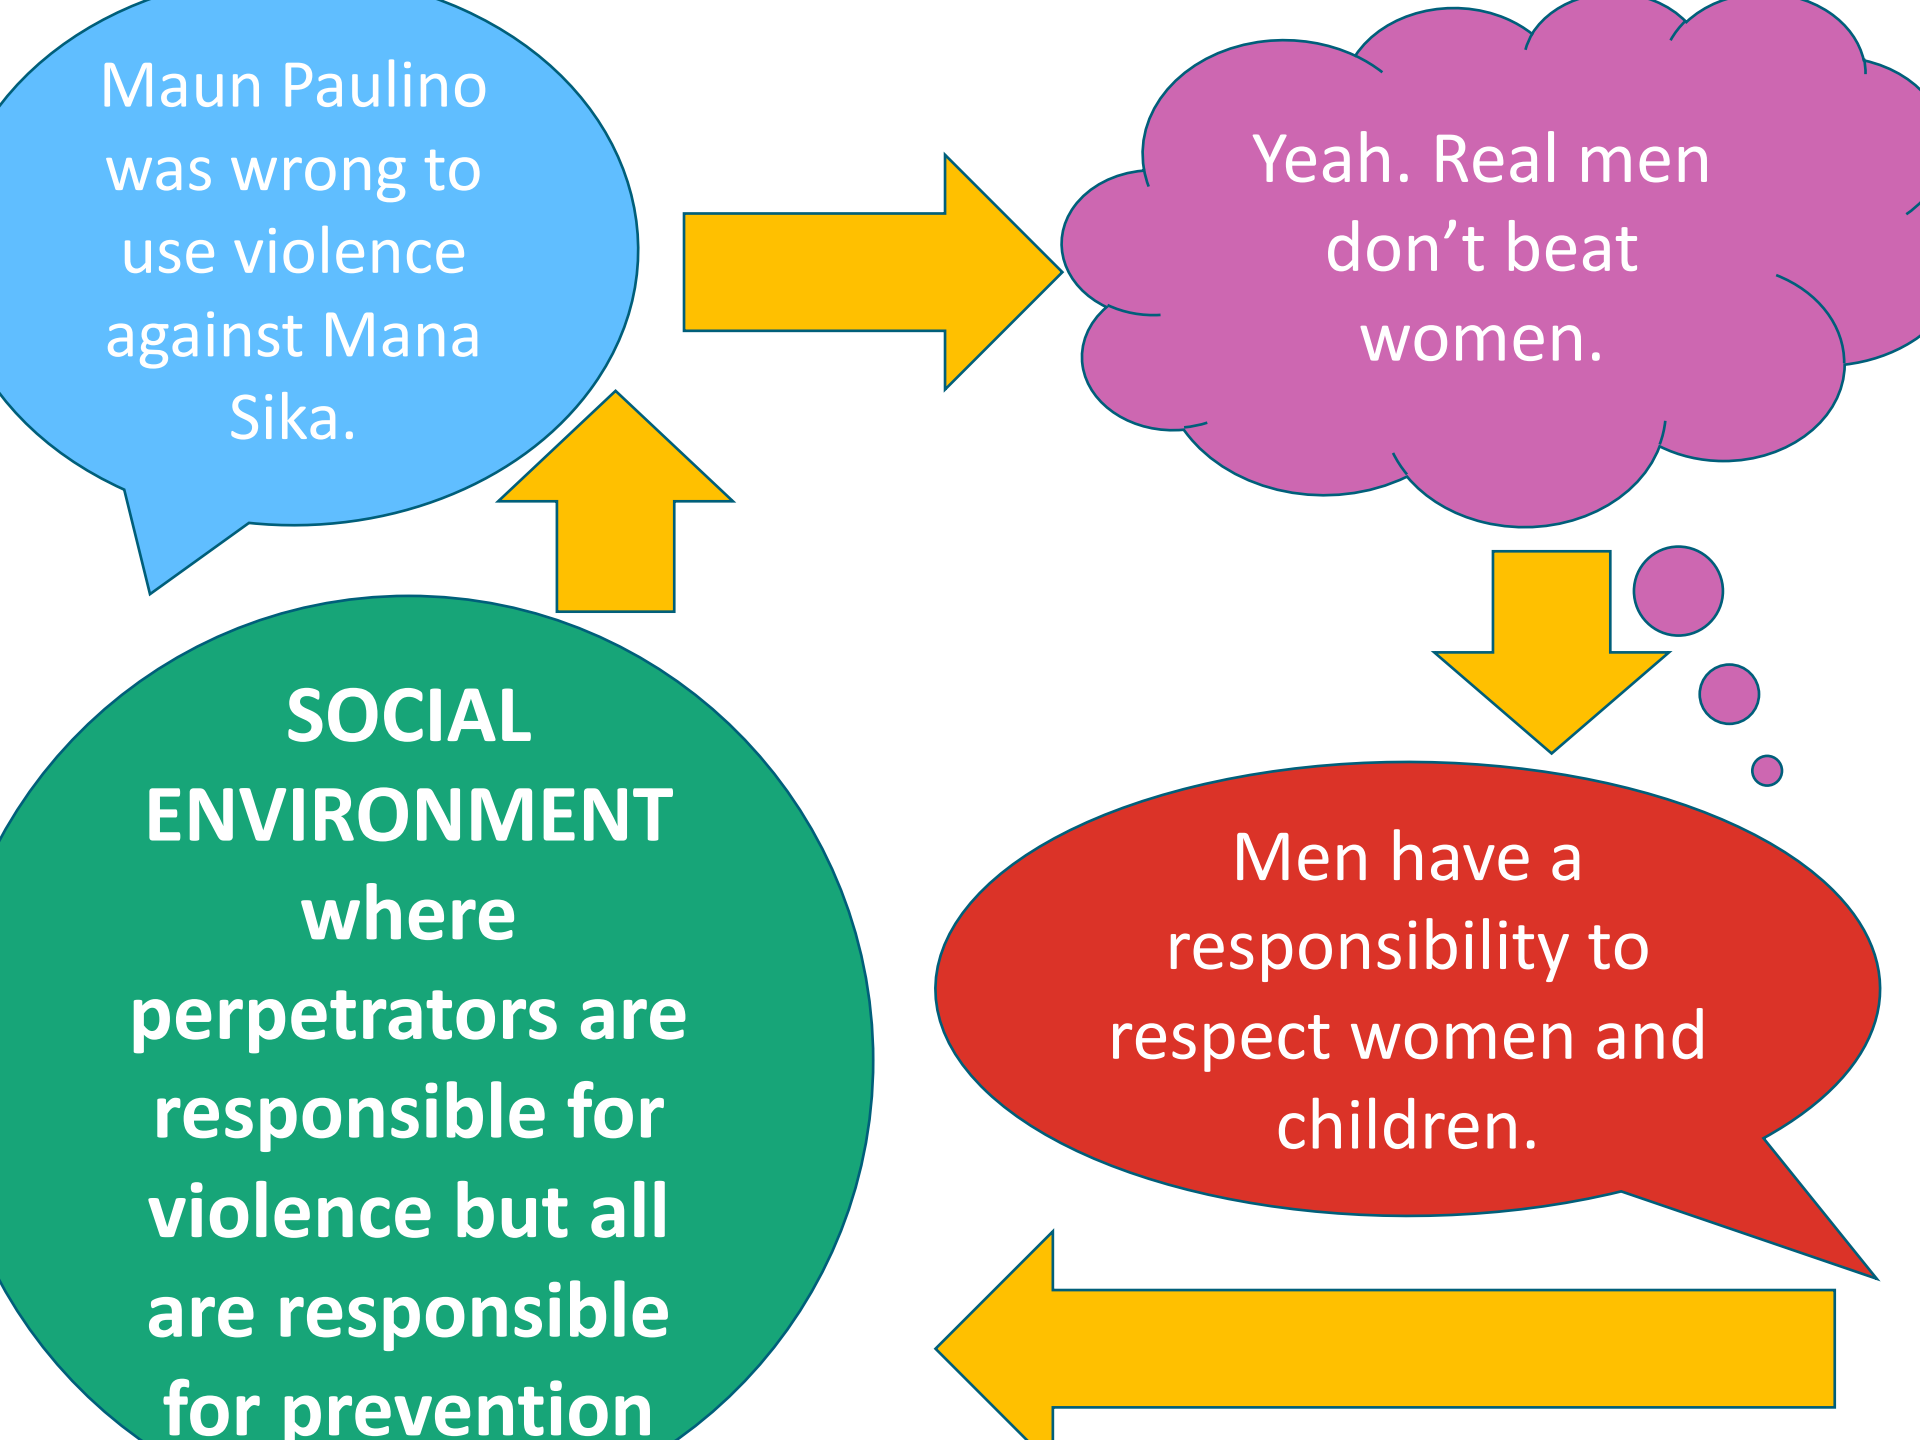 Maun Paulino
was wrong to
use violence
against Mana
Sika.
Yeah. Real men
don’t beat
women.
Men have a
responsibility to
respect women and
children.
SOCIAL
ENVIRONMENT
where
perpetrators are
responsible for
violence but all
are responsible
for prevention